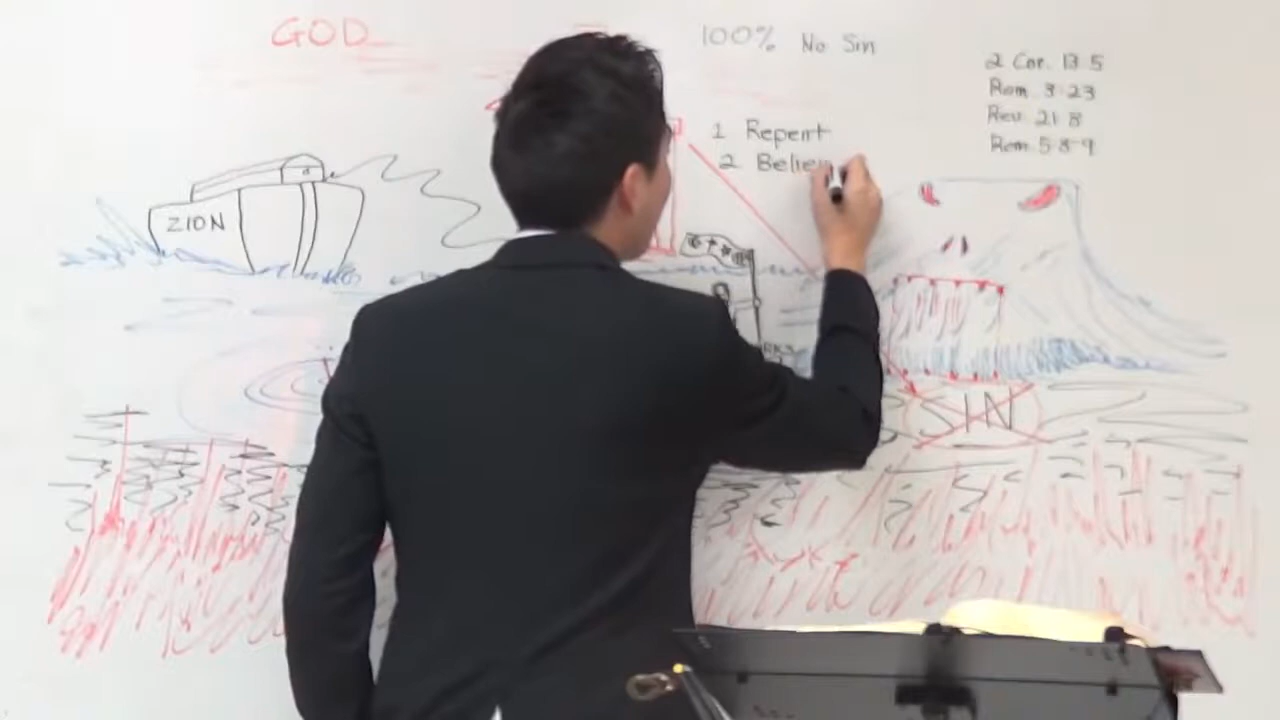 GOD
100% No Sin
2 Cor. 13:5
Rom 3:23
Rev 21:8
Rom 5:8-9
1 Repent
2 Believ
ZION
SIN